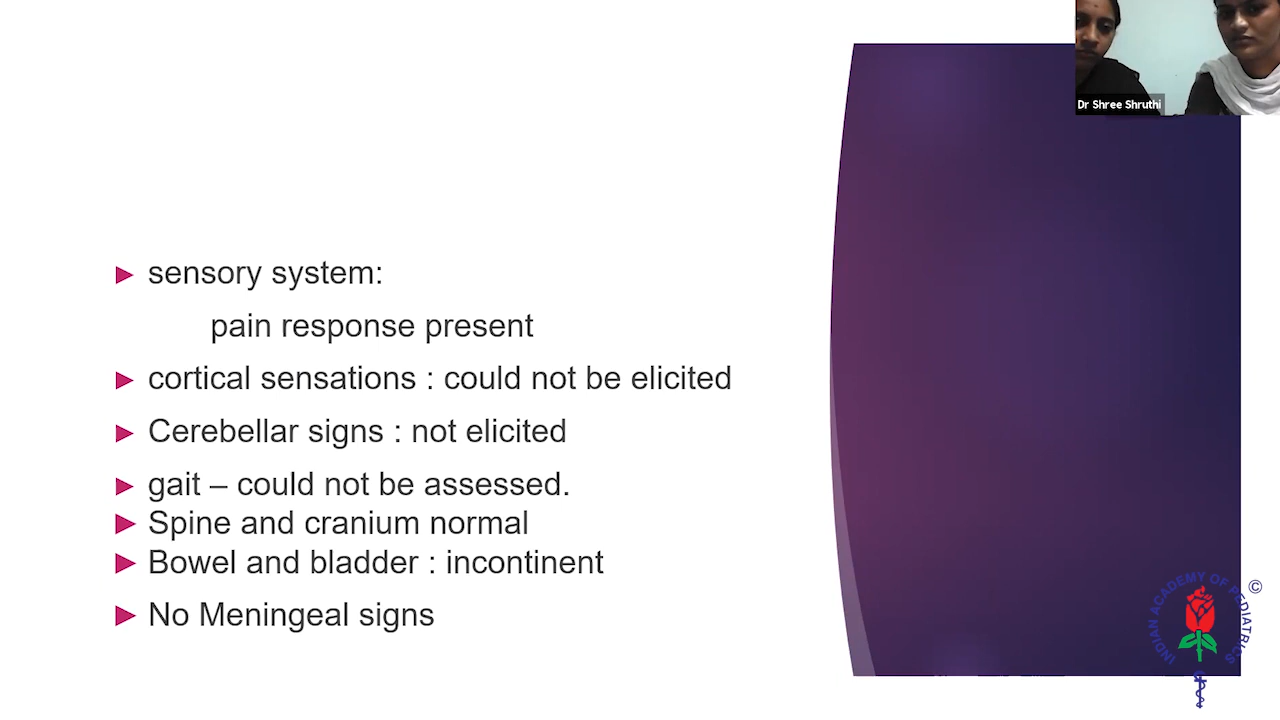 Dr Shree Shruthi
sensory system:
pain response present
cortical sensations : could not be elicited
Cerebellar signs : not elicited
gait – could not be assessed.
Spine and cranium normal
Bowel and bladder : incontinent
No Meningeal signs
INDIAN ACADEMY OF PEDIATRICS
©